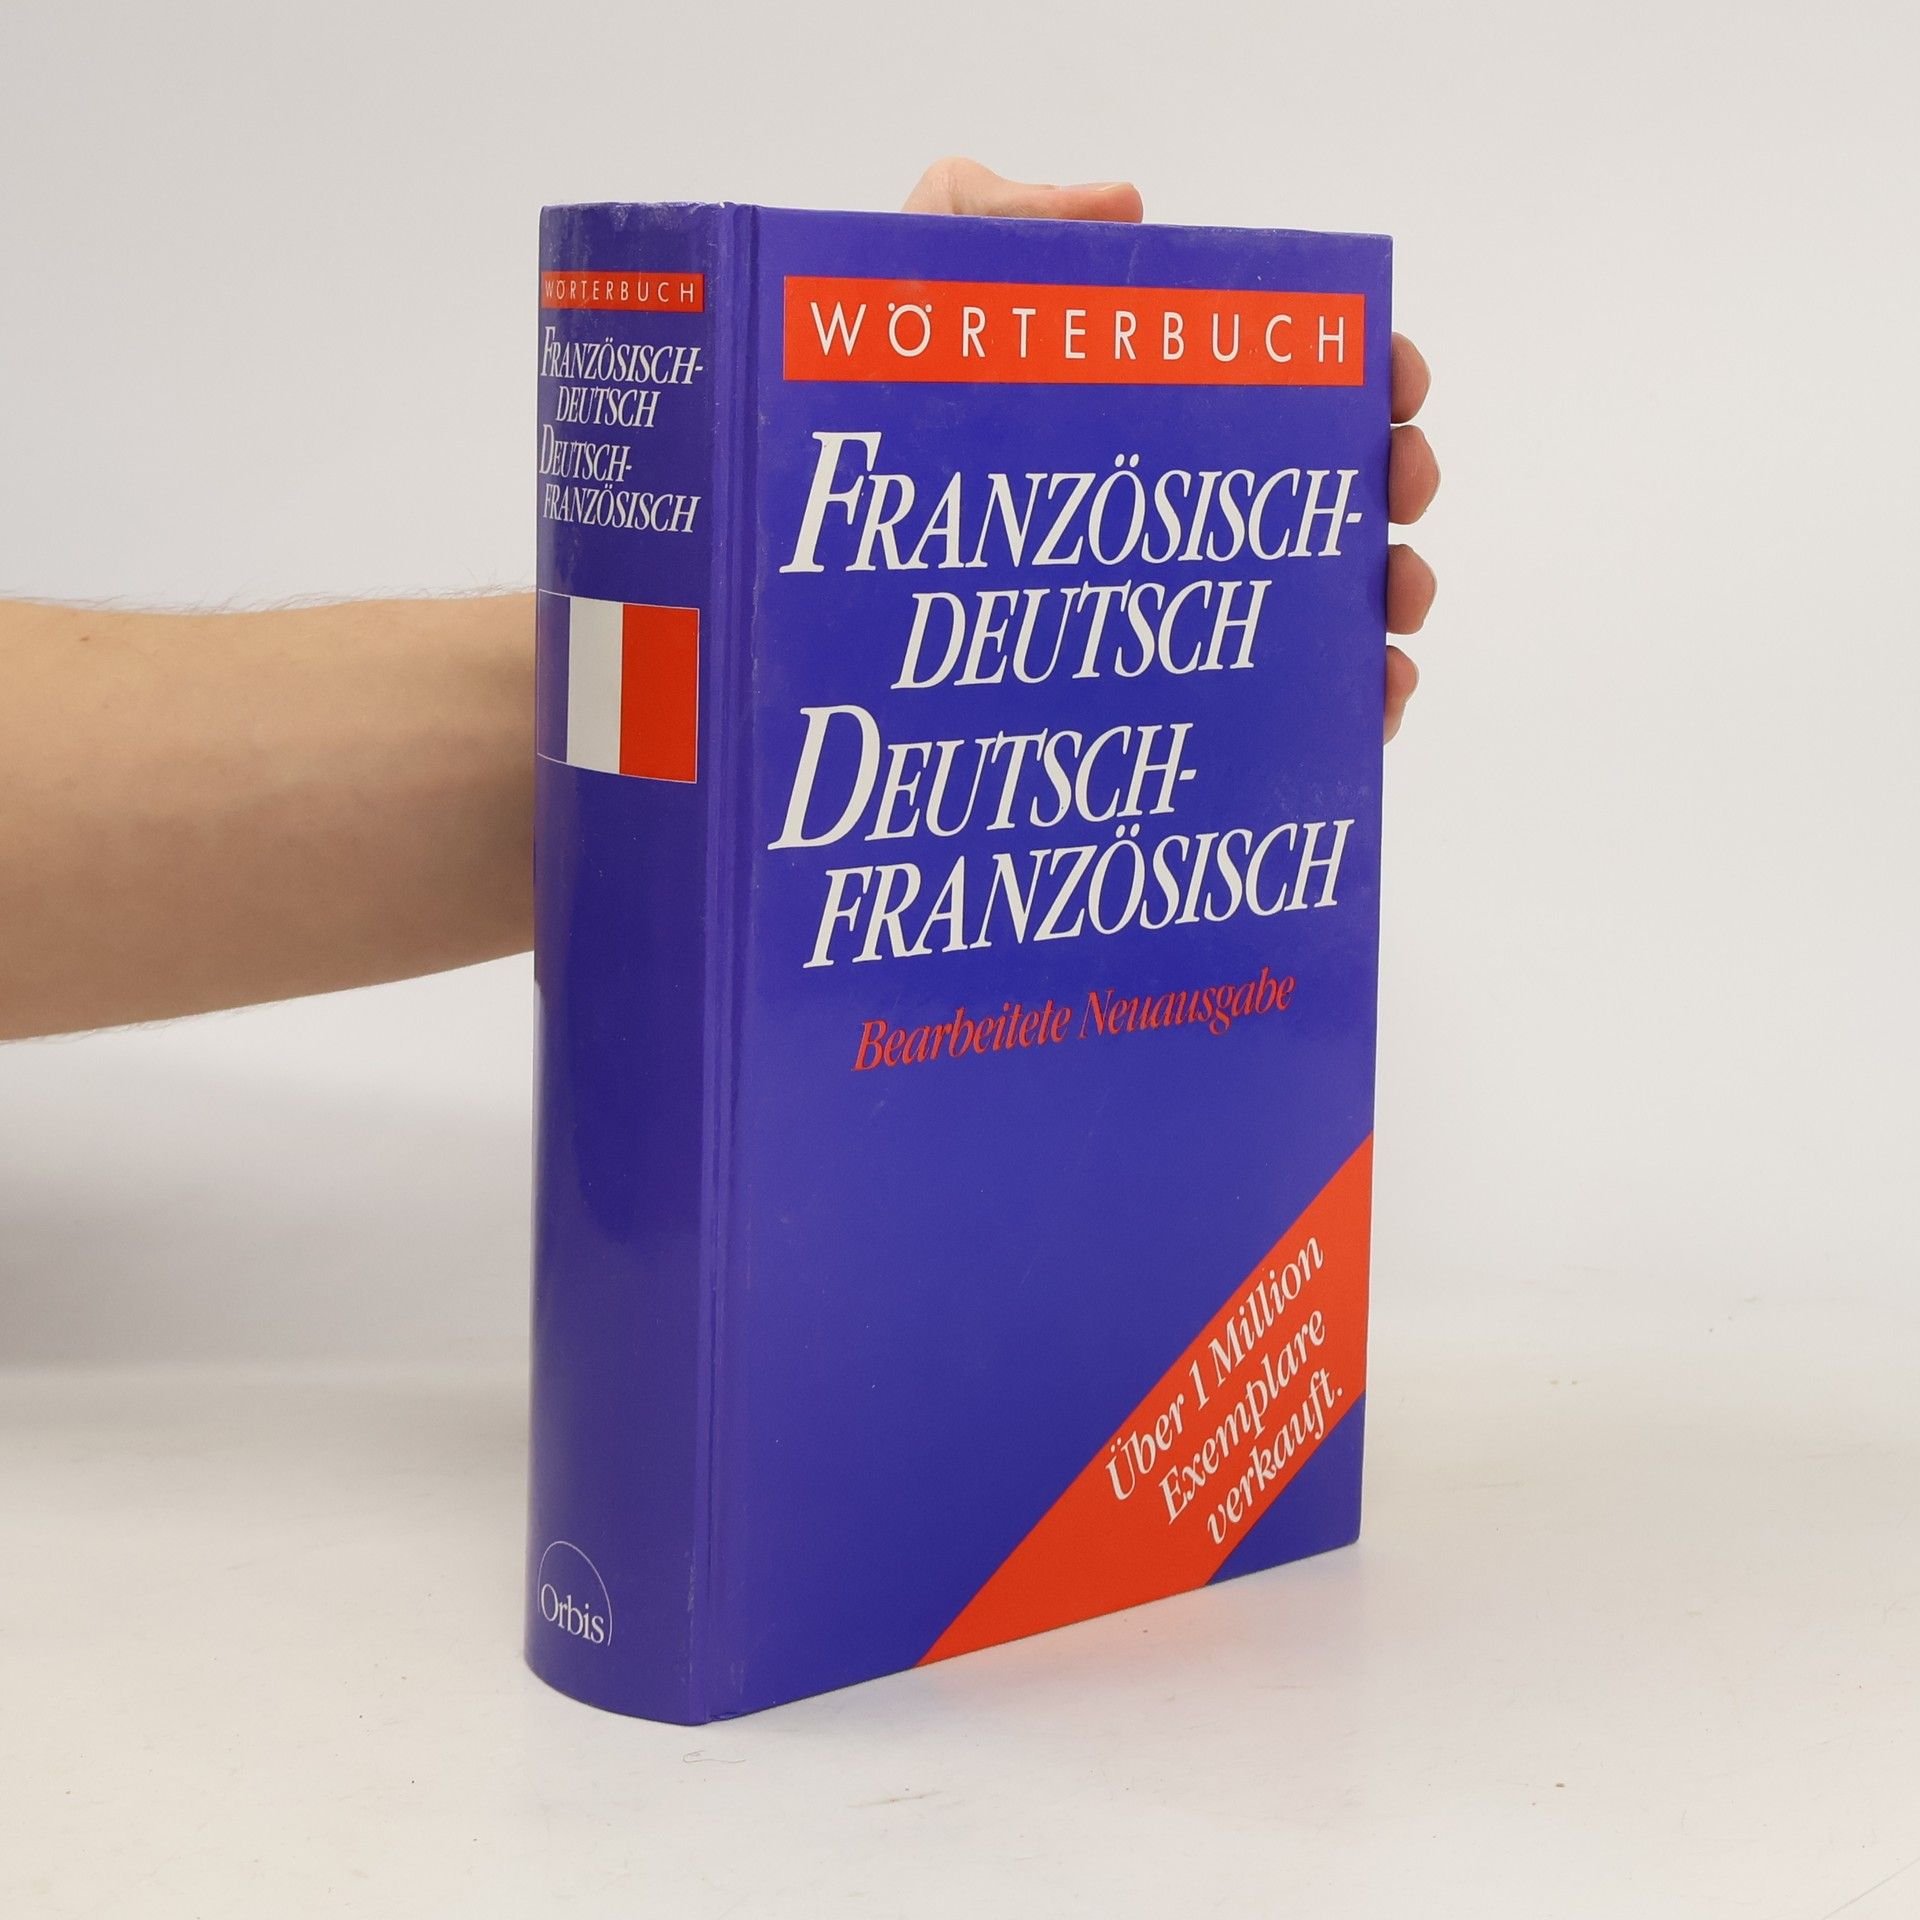 WÖRTERBUCH
FRANZÖSISCH-
DEUTSCH
DEUTSCH-
FRANZÖSISCH
Orbis
WÖRTERBUCH
FRANZÖSISCH-
DEUTSCH
DEUTSCH-
FRANZÖSISCH
Bearbeitete Neuausgabe
Über 1 Million
Exemplare
verkauft.